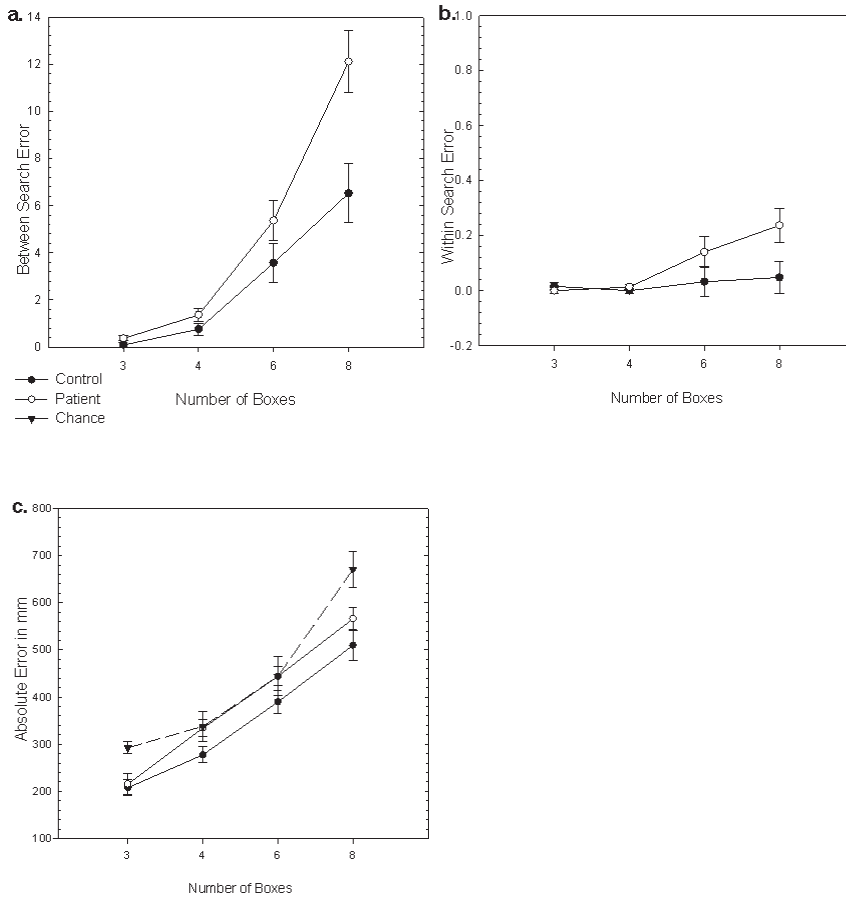 a.
14
12
10
8
6
4
2
0
Between Search Error
3 4 6 8
Number of Boxes
Control
Patient
Chance
b.
1.0
0.8
0.6
0.4
0.2
0.0
-0.2
Within Search Error
3 4 6 8
Number of Boxes
c.
800
700
600
500
400
300
200
100
Absolute Error in mm
3 4 6 8
Number of Boxes